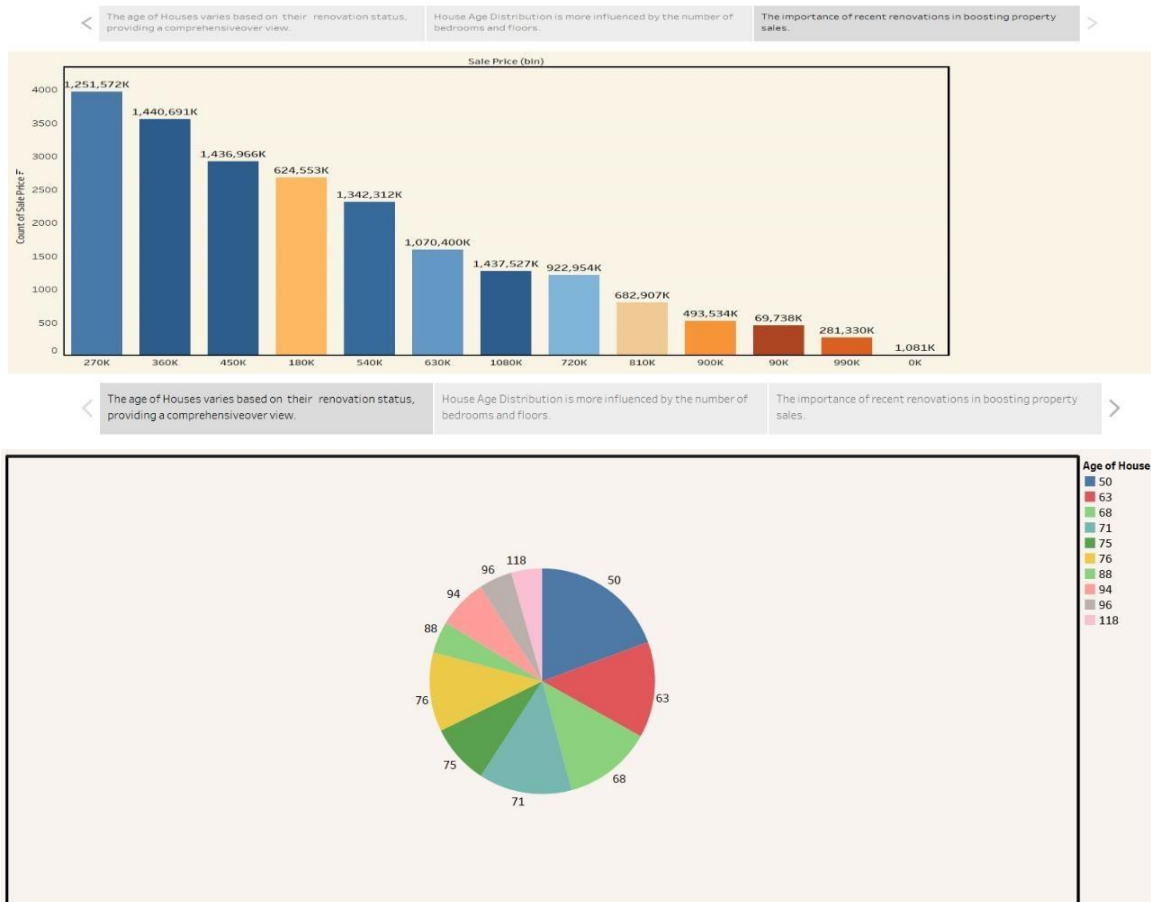 The age of Houses varies based on their renovation status,
providing a comprehensiveover view.
House Age Distribution is more influenced by the number of
bedrooms and floors.
The importance of recent renovations in boosting property
sales.
Sale Price (bin)
Count of Sale Price F
4000
3500
3000
2500
2000
1500
1000
500
0
1,251,572K
1,440,691K
1,436,966K
624,553K
1,342,312K
1,070,400K
1,437,527K
922,954K
682,907K
493,534K
69,738K
281,330K
1,081K
270K
360K
450K
180K
540K
630K
1080K
720K
810K
900K
90K
990K
0K
The age of Houses varies based on their renovation status,
providing a comprehensiveover view.
House Age Distribution is more influenced by the number of
bedrooms and floors.
The importance of recent renovations in boosting property
sales.
50
63
68
71
75
76
88
94
96
118
Age of House
50
63
68
71
75
76
88
94
96
118